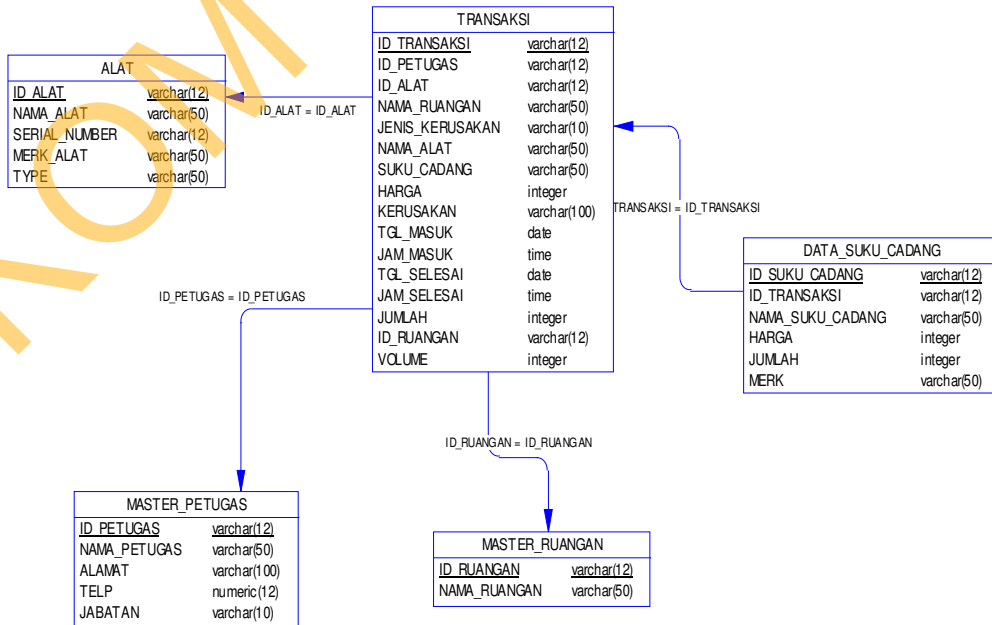 TRANSAKSI
ID_TRANSAKSI varchar(12)
ID_PETUGAS varchar(12)
ID_ALAT varchar(12)
NAMA_RUANGAN varchar(50)
JENIS_KERUSAKAN varchar(10)
NAMA_ALAT varchar(50)
SUKU_CADANG varchar(50)
HARGA integer
KERUSAKAN varchar(100)
TGL_MASUK date
JAM_MASUK time
TGL_SELESAI date
JAM_SELESAI time
JUMLAH integer
ID_RUANGAN varchar(12)
VOLUME integer
ALAT
ID_ALAT varchar(12)
NAMA_ALAT varchar(50)
SERIAL_NUMBER varchar(12)
MERK_ALAT varchar(50)
TYPE varchar(50)
ID_ALAT = ID_ALAT
TRANSAKSI = ID_TRANSAKSI
DATA_SUKU_CADANG
ID_SUKU_CADANG varchar(12)
ID_TRANSAKSI varchar(12)
NAMA_SUKU_CADANG varchar(50)
HARGA integer
JUMLAH integer
MERK varchar(50)
ID_PETUGAS = ID_PETUGAS
ID_RUANGAN = ID_RUANGAN
MASTER_PETUGAS
ID_PETUGAS varchar(12)
NAMA_PETUGAS varchar(50)
ALAMAT varchar(100)
TELP numeric(12)
JABATAN varchar(10)
MASTER_RUANGAN
ID_RUANGAN varchar(12)
NAMA_RUANGAN varchar(50)